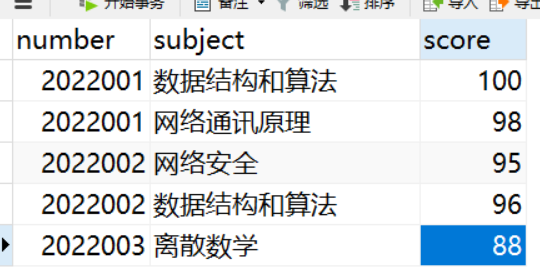 开始事务 备注 筛选 排序 导入 导出
number subject score
2022001 数据结构和算法 100
2022001 网络通讯原理 98
2022002 网络安全 95
2022002 数据结构和算法 96
2022003 离散数学 88